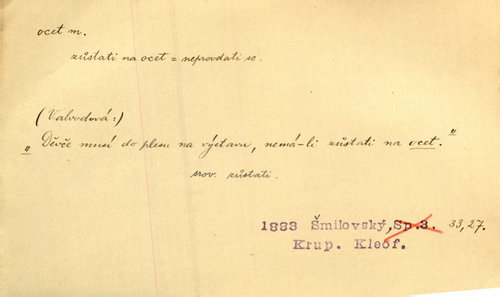 ocet m.
zůstati na ocet = neprovdati se.
(Valvodová:)
„Děvče musí do plesu na výstavu, nemá-li zůstati na ocet."
srov. zůstati.
1883 Šmilovský, Sp.3. 33,27.
Krup. Kleof.